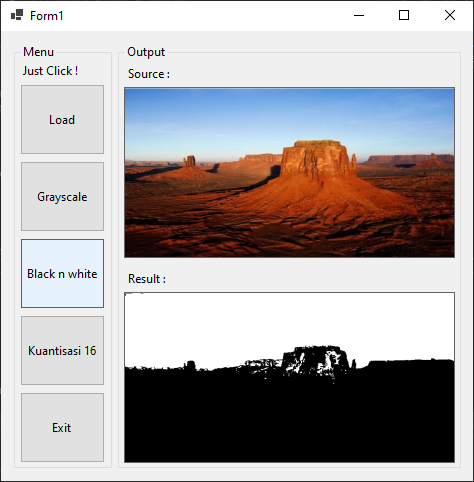 Form1
Menu
Just Click !
Load
Grayscale
Black n white
Kuantisasi 16
Exit
Output
Source :
Result :